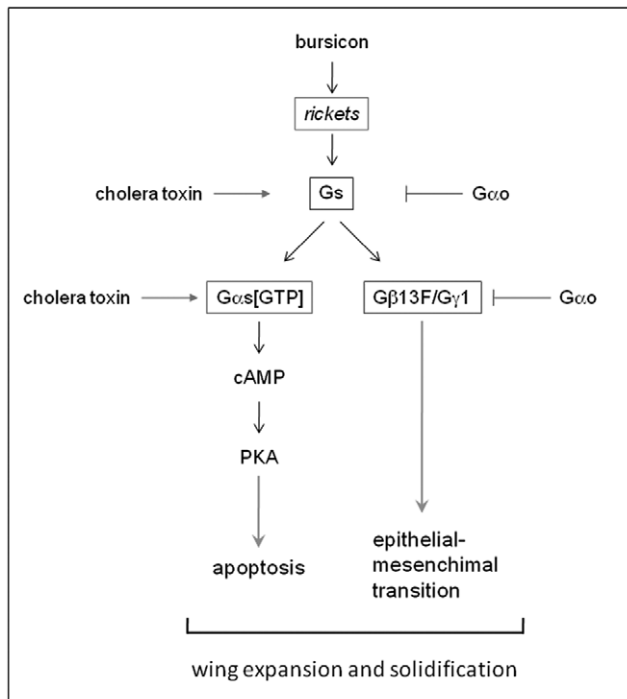 bursicon
rickets
cholera toxin
Gs
Gαo
cholera toxin
Gαs[GTP]
Gβ13F/Gγ1
Gαo
cAMP
PKA
apoptosis
epithelial-
mesenchimal
transition
wing expansion and solidification